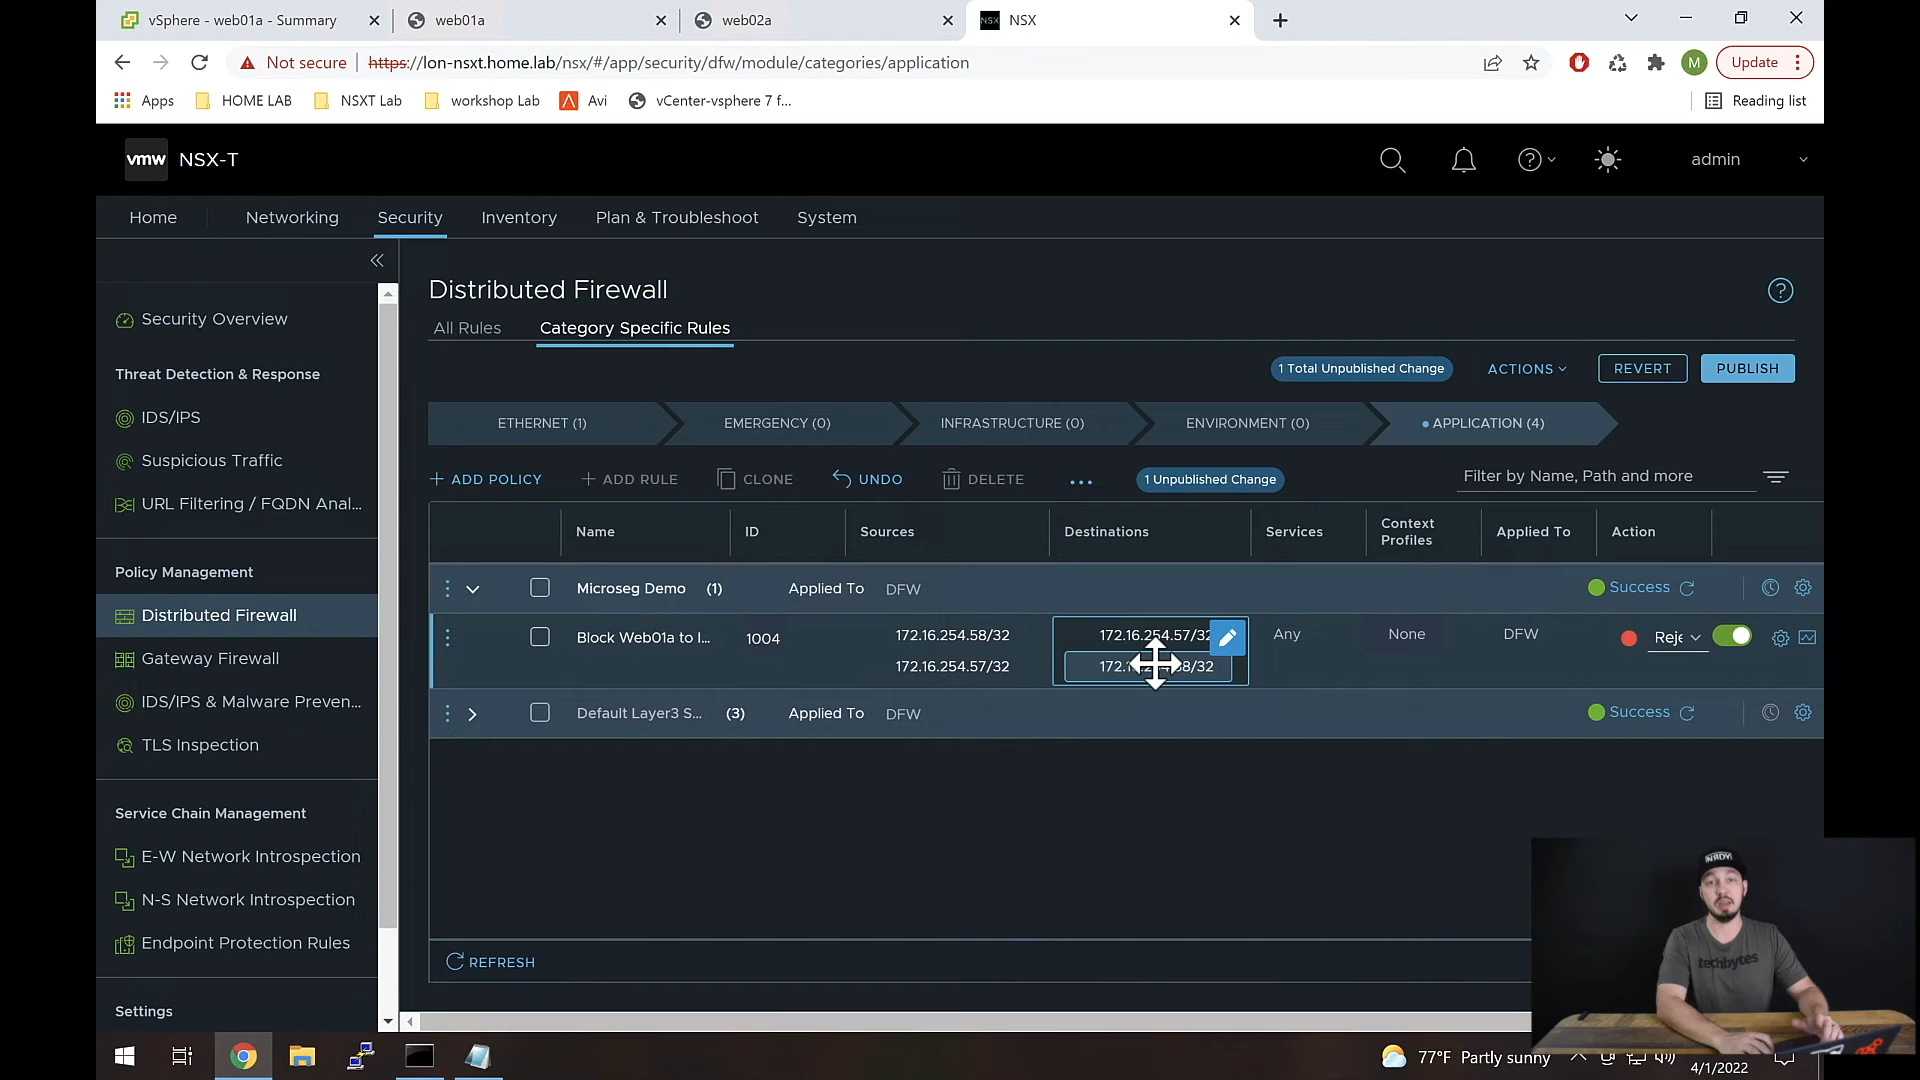 vSphere - web01a - Summary
web01a
web02a
NSX
Not secure
https://lon-nsxt.home.lab/nsx/#/app/security/dfw/module/categories/application
M
Update
Apps
HOME LAB
NSXT Lab
workshop Lab
Avi
vCenter-vsphere 7 f...
Reading list
vmw
NSX-T
admin
Home
Networking
Security
Inventory
Plan & Troubleshoot
System
Security Overview
Threat Detection & Response
IDS/IPS
Suspicious Traffic
URL Filtering / FQDN Anal...
Policy Management
Distributed Firewall
Gateway Firewall
IDS/IPS & Malware Preven...
TLS Inspection
Service Chain Management
E-W Network Introspection
N-S Network Introspection
Endpoint Protection Rules
Settings
Distributed Firewall
All Rules
Category Specific Rules
1 Total Unpublished Change
ACTIONS
REVERT
PUBLISH
ETHERNET (1)
EMERGENCY (0)
INFRASTRUCTURE (0)
ENVIRONMENT (0)
APPLICATION (4)
ADD POLICY
ADD RULE
CLONE
UNDO
DELETE
1 Unpublished Change
Filter by Name, Path and more
Name
ID
Sources
Destinations
Services
Context
Profiles
Applied To
Action
Microseg Demo
(1)
Applied To
DFW
Success
Block Web01a to I...
1004
172.16.254.58/32
172.16.254.57/32
172.16.254.57/32
Any
None
DFW
Reje
Default Layer3 S...
(3)
Applied To
DFW
Success
REFRESH
techbytes
77°F Partly sunny
4/1/2022